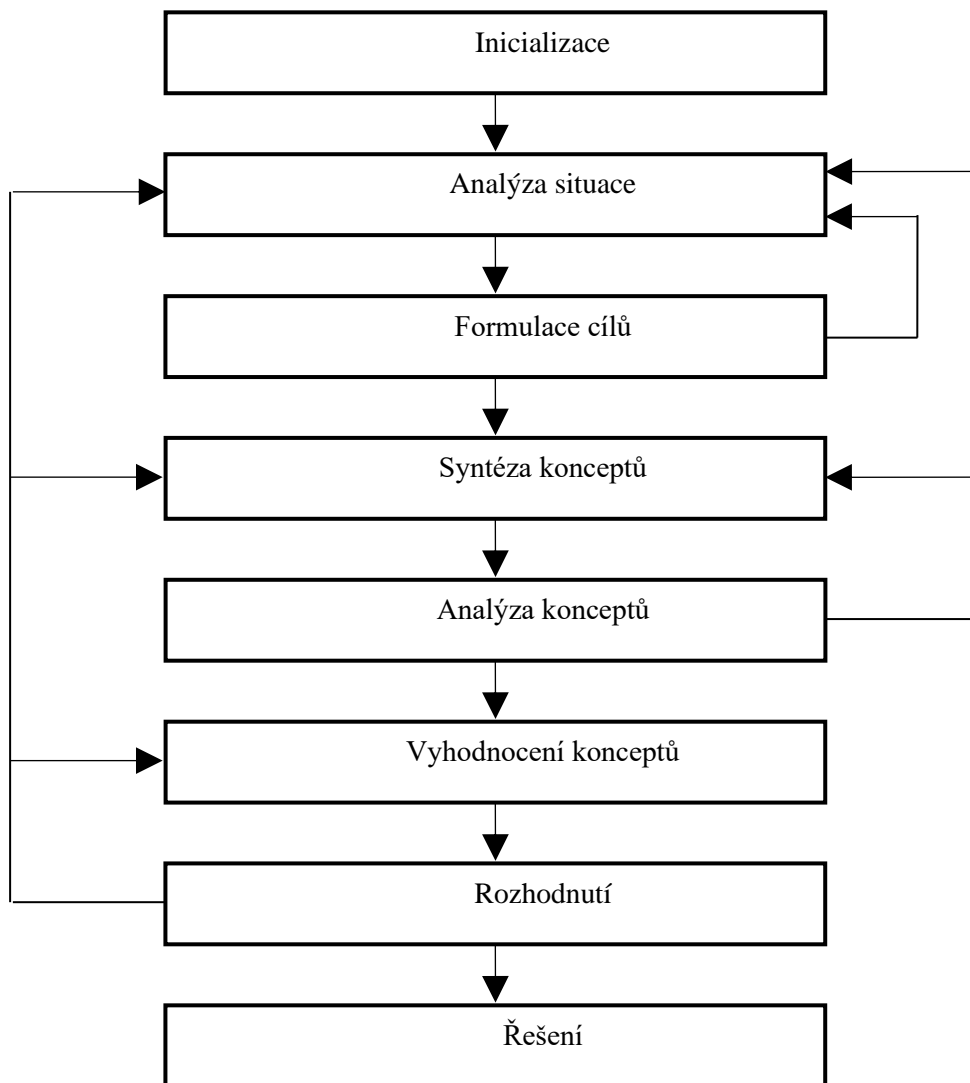 Inicializace
Analýza situace
Formulace cílů
Syntéza konceptů
Analýza konceptů
Vyhodnocení konceptů
Rozhodnutí
Řešení